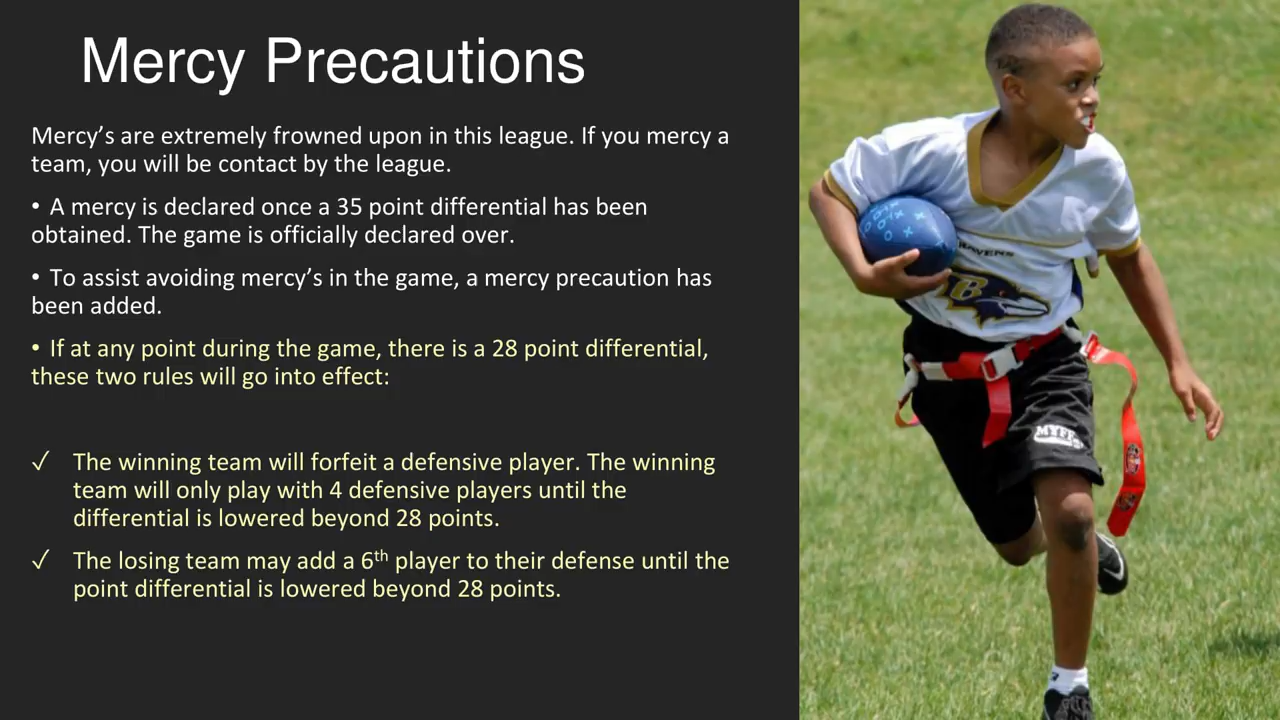 Mercy Precautions
Mercy’s are extremely frowned upon in this league. If you mercy a
team, you will be contact by the league.
• A mercy is declared once a 35 point differential has been
obtained. The game is officially declared over.
• To assist avoiding mercy’s in the game, a mercy precaution has
been added.
• If at any point during the game, there is a 28 point differential,
these two rules will go into effect:
✓ The winning team will forfeit a defensive player. The winning
team will only play with 4 defensive players until the
differential is lowered beyond 28 points.
✓ The losing team may add a 6th player to their defense until the
point differential is lowered beyond 28 points.
RAVENS
B